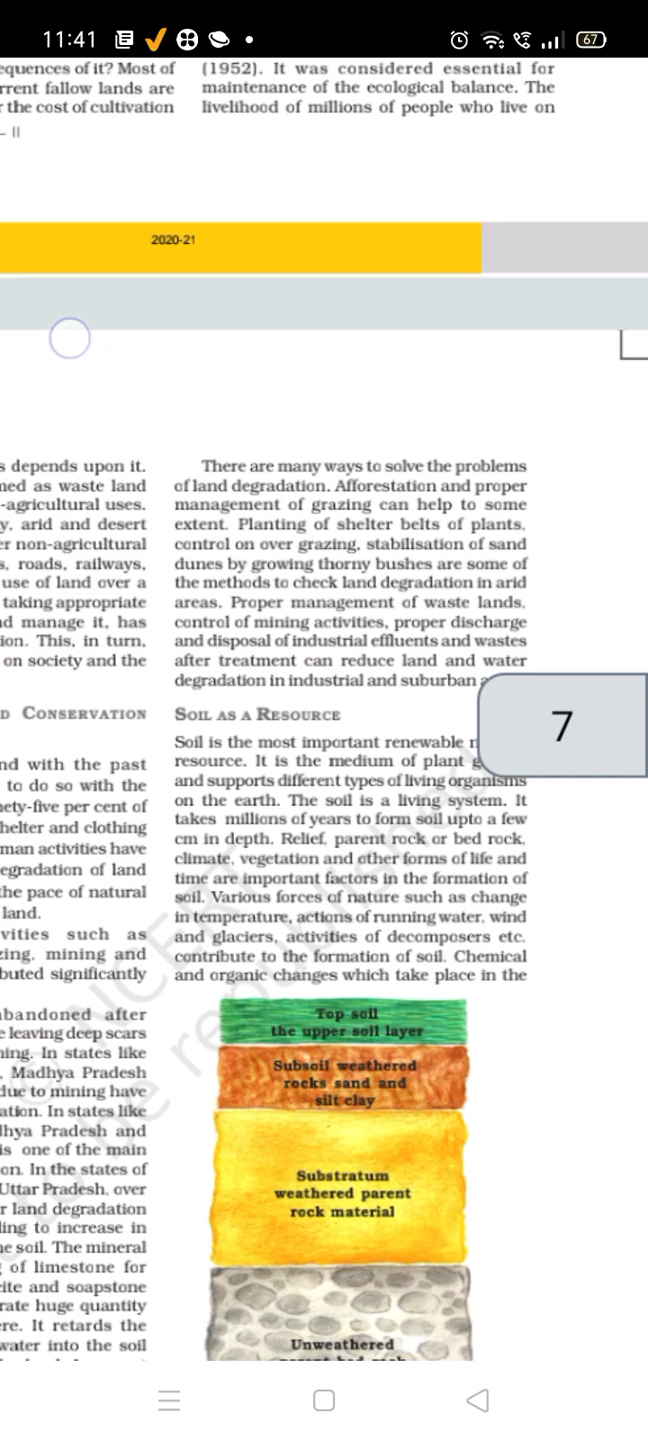 11:41
67
equences of it? Most of
rrent fallow lands are
r the cost of cultivation
– II
(1952). It was considered essential for
maintenance of the ecological balance. The
livelihood of millions of people who live on
2020-21
s depends upon it.
ned as waste land
-agricultural uses.
y, arid and desert
er non-agricultural
s, roads, railways,
use of land over a
taking appropriate
nd manage it, has
ion. This, in turn,
on society and the
D CONSERVATION
nd with the past
to do so with the
nety-five per cent of
helter and clothing
man activities have
egradation of land
the pace of natural
land.
vities such as
zing, mining and
buted significantly
abandoned after
e leaving deep scars
ning. In states like
, Madhya Pradesh
due to mining have
ation. In states like
dhya Pradesh and
is one of the main
on. In the states of
Uttar Pradesh, over
r land degradation
ling to increase in
he soil. The mineral
g of limestone for
cite and soapstone
rate huge quantity
ere. It retards the
water into the soil
There are many ways to solve the problems
of land degradation. Afforestation and proper
management of grazing can help to some
extent. Planting of shelter belts of plants,
control on over grazing, stabilisation of sand
dunes by growing thorny bushes are some of
the methods to check land degradation in arid
areas. Proper management of waste lands,
control of mining activities, proper discharge
and disposal of industrial effluents and wastes
after treatment can reduce land and water
degradation in industrial and suburban
7
SOIL AS A RESOURCE
Soil is the most important renewable
resource. It is the medium of plant g
and supports different types of living organisms
on the earth. The soil is a living system. It
takes millions of years to form soil upto a few
cm in depth. Relief, parent rock or bed rock,
climate, vegetation and other forms of life and
time are important factors in the formation of
soil. Various forces of nature such as change
in temperature, actions of running water, wind
and glaciers, activities of decomposers etc.
contribute to the formation of soil. Chemical
and organic changes which take place in the
Top soil
the upper soil layer
Subsoil weathered
rocks sand and
silt clay
Substratum
weathered parent
rock material
Unweathered
© NCERT
to be republished